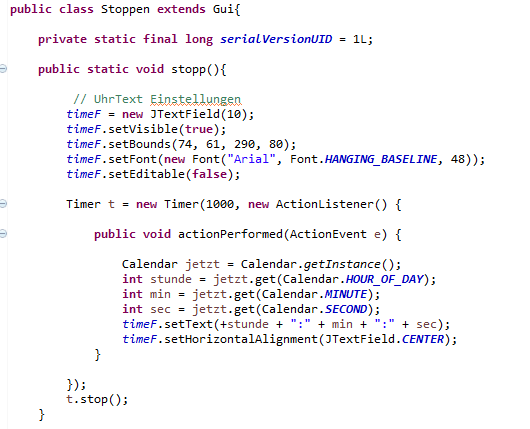 public class Stoppen extends Gui{
private static final long serialVersionUID = 1L;
public static void stopp(){
// UhrText Einstellungen
timeF = new JTextField(10);
timeF.setVisible(true);
timeF.setBounds(74, 61, 290, 80);
timeF.setFont(new Font("Arial", Font.HANGING_BASELINE, 48));
timeF.setEditable(false);
Timer t = new Timer(1000, new ActionListener() {
public void actionPerformed(ActionEvent e) {
Calendar jetzt = Calendar.getInstance();
int stunde = jetzt.get(Calendar.HOUR_OF_DAY);
int min = jetzt.get(Calendar.MINUTE);
int sec = jetzt.get(Calendar.SECOND);
timeF.setText(+stunde + ":" + min + ":" + sec);
timeF.setHorizontalAlignment(JTextField.CENTER);
}
});
t.stop();
}